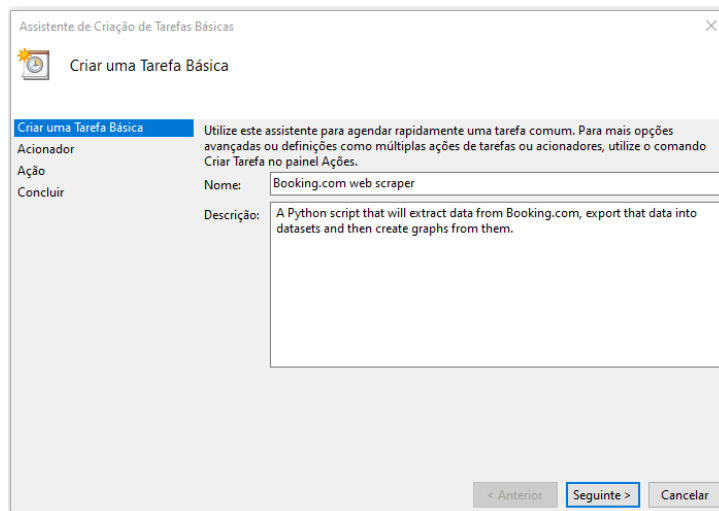 Assistente de Criação de Tarefas Básicas
Criar uma Tarefa Básica
Criar uma Tarefa Básica
Acionador
Ação
Concluir
Utilize este assistente para agendar rapidamente uma tarefa comum. Para mais opções
avançadas ou definições como múltiplas ações de tarefas ou acionadores, utilize o comando
Criar Tarefa no painel Ações.
Nome: Booking.com web scraper
Descrição: A Python script that will extract data from Booking.com, export that data into
datasets and then create graphs from them.
< Anterior Seguinte > Cancelar